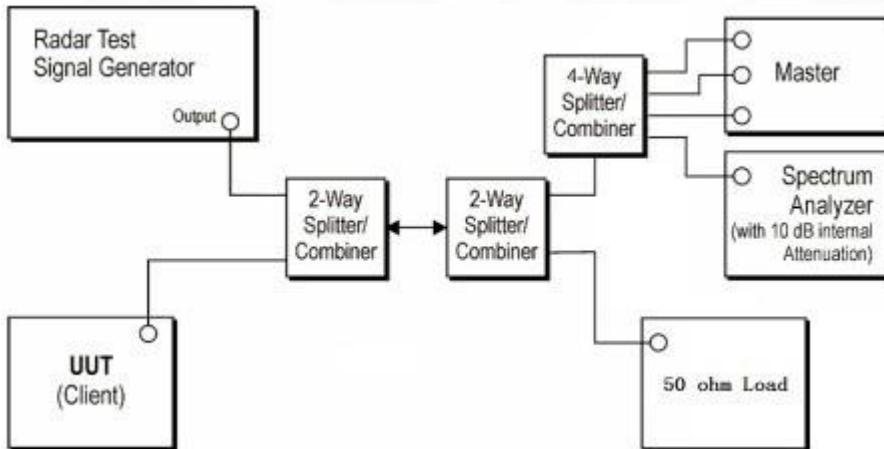 Radar Test
Signal Generator
Output
4-Way
Splitter/
Combiner
Master
2-Way
Splitter/
Combiner
2-Way
Splitter/
Combiner
Spectrum
Analyzer
(with 10 dB internal
Attenuation)
UUT
(Client)
50 ohm Load